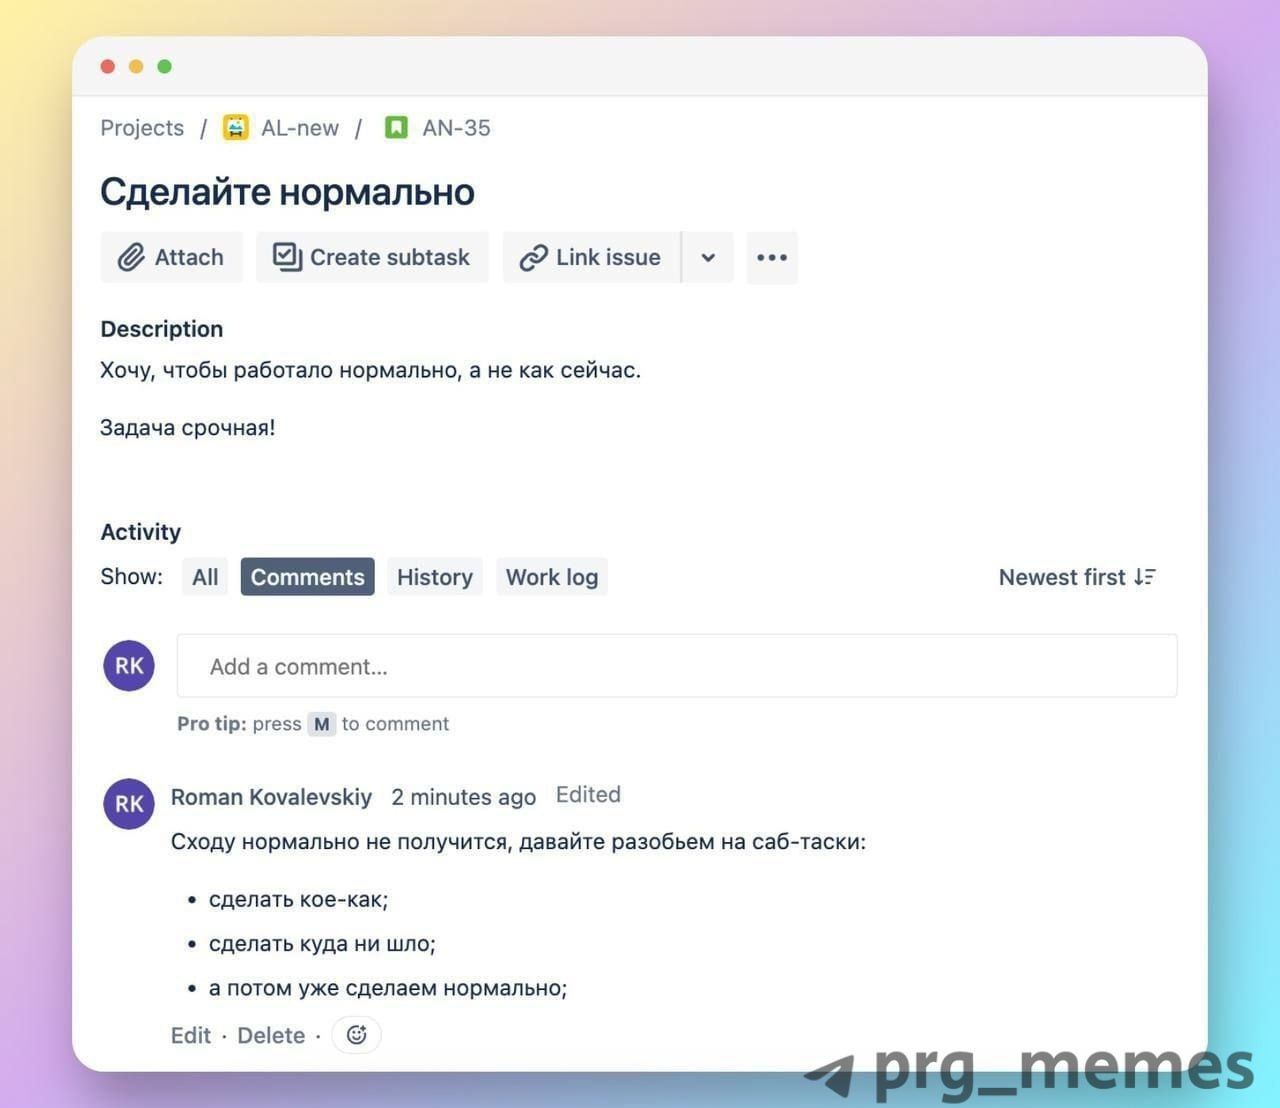 Projects / AL-new / AN-35
Сделайте нормально
Attach Create subtask Link issue
Description
Хочу, чтобы работало нормально, а не как сейчас.
Задача срочная!
Activity
Show: All Comments History Work log Newest first
RK Add a comment...
Pro tip: press M to comment
RK Roman Kovalevskiy 2 minutes ago Edited
Сходу нормально не получится, давайте разобьем на саб-таски:
• сделать кое-как;
• сделать куда ни шло;
• а потом уже сделаем нормально;
Edit · Delete ·
prg_memes